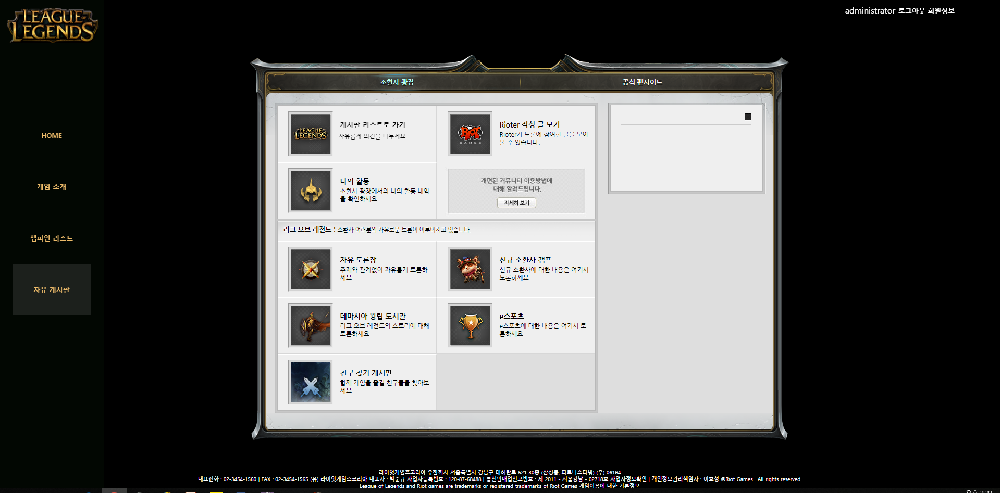 LEAGUE OF LEGENDS
administrator 로그아웃 회원정보
HOME
게임 소개
챔피언 리스트
자유 게시판
소환사 광장
공식 팬사이트
LEAGUE OF LEGENDS
게시판 리스트로 가기
자유롭게 의견을 나누세요.
RIOT GAMES
Rioter 작성 글 보기
Rioter가 토론에 참여한 글을 모아
볼 수 있습니다.
나의 활동
소환사 광장에서의 나의 활동 내역
을 확인하세요.
개편된 커뮤니티 이용방법에
대해 알려드립니다.
자세히 보기
리그 오브 레전드 : 소환사 여러분의 자유로운 토론이 이루어지고 있습니다.
자유 토론장
주제와 관계없이 자유롭게 토론하
세요
신규 소환사 캠프
신규 소환사에 대한 내용은 여기서
토론하세요.
데마시아 왕립 도서관
리그 오브 레전드의 스토리에 대해
토론하세요.
e스포츠
e스포츠에 대한 내용은 여기서 토
론하세요.
친구 찾기 게시판
함께 게임을 즐길 친구들을 찾아보
세요
라이엇게임즈코리아 유한회사 서울특별시 강남구 테헤란로 521 30층 (삼성동, 파르나스타워) (우) 06164
대표전화 : 02-3454-1560 | FAX : 02-3454-1565 (유) 라이엇게임즈코리아 대표자 : 박준규 사업자등록번호 : 120-87-68488 | 통신판매업신고번호 : 제 2011 - 서울강남 - 02718호 사업자정보확인 | 개인정보관리책임자 : 이효성 ©Riot Games . All rights reserved.
League of Legends and Riot games are trademarks or registered trademarks of Riot Games 게임이용에 대한 기본정보